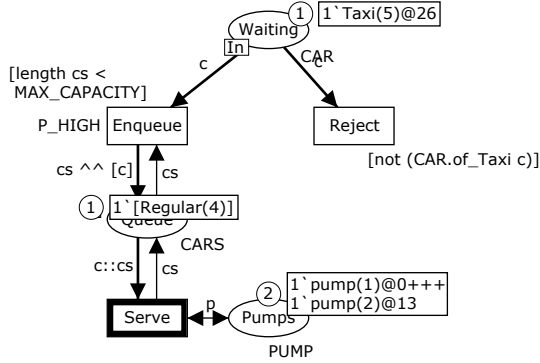 1
1`Taxi(5)@26
Waiting
In
CAR
c
c
[length cs <
MAX_CAPACITY]
P_HIGH
Enqueue
Reject
[not (CAR.of_Taxi c)]
cs ^^ [c]
cs
1
1`[Regular(4)]
Queue
CARS
c::cs
cs
2
1`pump(1)@0+++
1`pump(2)@13
Serve
p
Pumps
PUMP